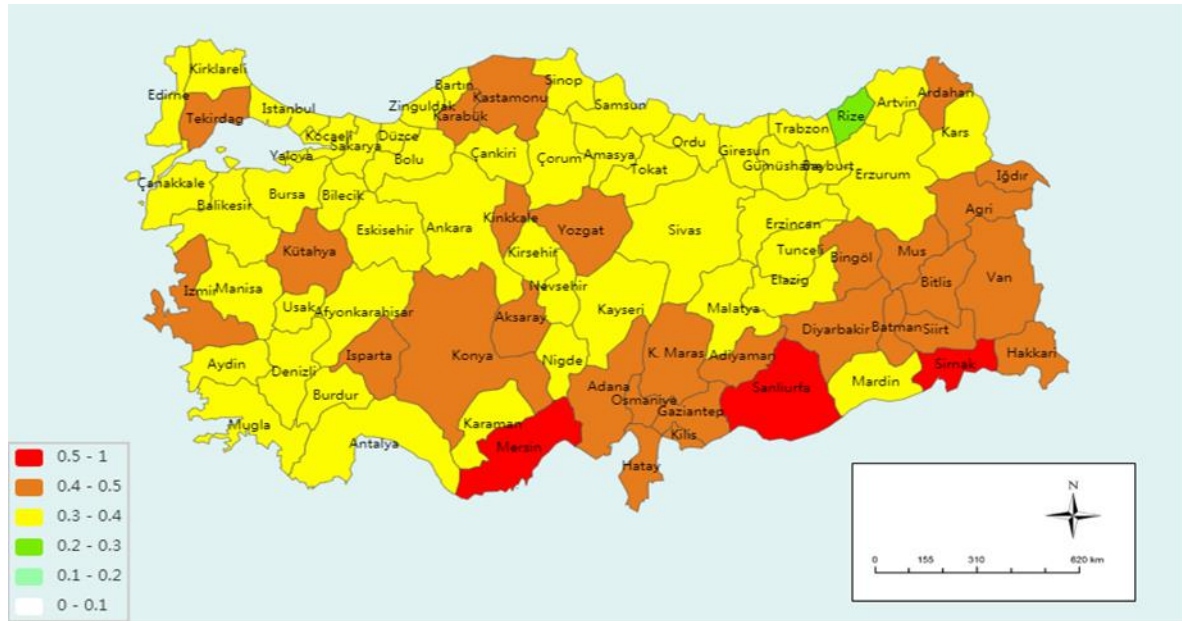 Kirklareli
Edirne
Tekirdag
Istanbul
Kocaeli
Yalova
Sakarya
Düzce
Bolu
Zinguldak
Bartın
Karabük
Kastamonu
Sinop
Samsun
Çankiri
Çorum
Amasya
Tokat
Ordu
Giresun
Gümüshane
Trabzon
Bayburt
Rize
Artvin
Ardahan
Kars
Erzurum
Iğdır
Agri
Çanakkale
Balikesir
Bursa
Bilecik
Eskisehir
Ankara
Kinkkale
Kirsehir
Yozgat
Sivas
Erzincan
Tunceli
Elazig
Bingöl
Mus
Bitlis
Van
Kütahya
Izmir
Manisa
Usak
Afyonkarahisar
Nevsehir
Kayseri
Malatya
Aksaray
Konya
Isparta
Nigde
Adana
K. Maras
Adiyaman
Diyarbakir
Batman
Siirt
Sirnak
Hakkari
Aydin
Denizli
Burdur
Mugla
Antalya
Karaman
Mersin
Osmaniye
Gaziantep
Kilis
Hatay
Sanliurfa
Mardin
0.5 - 1
0.4 - 0.5
0.3 - 0.4
0.2 - 0.3
0.1 - 0.2
0 - 0.1
N
0 155 310 620 km